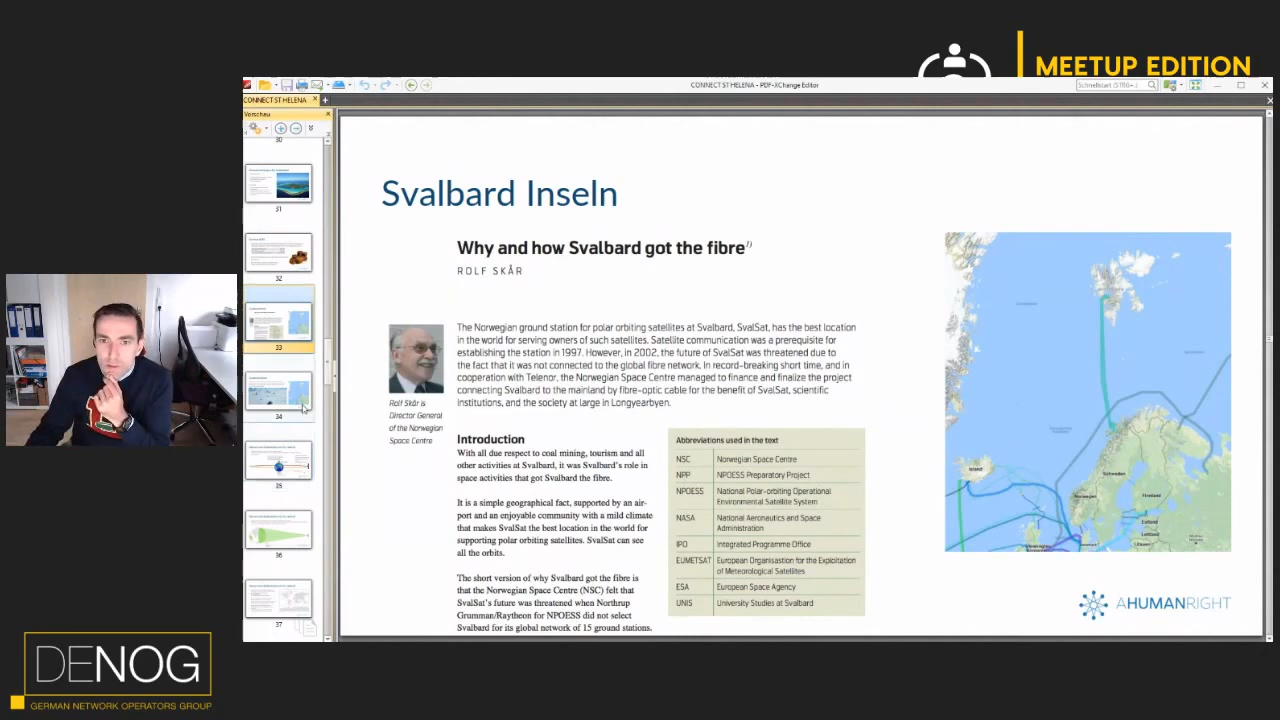 MEETUP EDITION
CONNECT ST HELENA - PDF-XChange Editor
Schnellstart (STRG+.)
CONNECT ST HELENA
Vorschau
30
31
32
33
34
35
36
37
Svalbard Inseln
Why and how Svalbard got the fibre¹⁾
ROLF SKÅR
The Norwegian ground station for polar orbiting satellites at Svalbard, SvalSat, has the best location
in the world for serving owners of such satellites. Satellite communication was a prerequisite for
establishing the station in 1997. However, in 2002, the future of SvalSat was threatened due to
the fact that it was not connected to the global fibre network. In record-breaking short time, and in
cooperation with Telenor, the Norwegian Space Centre managed to finance and finalize the project
connecting Svalbard to the mainland by fibre-optic cable for the benefit of SvalSat, scientific
institutions, and the society at large in Longyearbyen.
Rolf Skår is
Director General
of the Norwegian
Space Centre
Introduction
With all due respect to coal mining, tourism and all
other activities at Svalbard, it was Svalbard's role in
space activities that got Svalbard the fibre.
It is a simple geographical fact, supported by an air-
port and an enjoyable community with a mild climate
that makes SvalSat the best location in the world for
supporting polar orbiting satellites. SvalSat can see
all the orbits.
The short version of why Svalbard got the fibre is
that the Norwegian Space Centre (NSC) felt that
SvalSat's future was threatened when Northrup
Grumman/Raytheon for NPOESS did not select
Svalbard for its global network of 15 ground stations.
Abbreviations used in the text
NSC Norwegian Space Centre
NPP NPOESS Preparatory Project
NPOESS National Polar-orbiting Operational
Environmental Satellite System
NASA National Aeronautics and Space
Administration
IPO Integrated Programme Office
EUMETSAT European Organisation for the Exploitation
of Meteorological Satellites
ESA European Space Agency
UNIS University Studies at Svalbard
Island
Schweden
Norwegen
Finnland
Estland
Lettland
AHUMANRIGHT
DENOG
GERMAN NETWORK OPERATORS GROUP